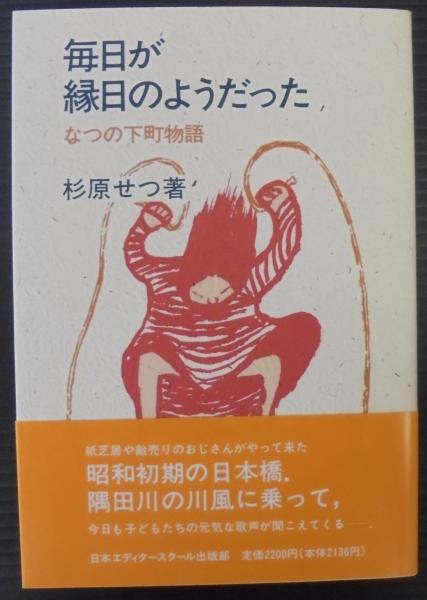 毎日が
縁日のようだった
なつの下町物語
杉原せつ著
紙芝居や飴売りのおじさんがやって来た
昭和初期の日本橋．
隅田川の川風に乗って，
今日も子どもたちの元気な歌声が聞こえてくる——．
日本エディタースクール出版部　定価2200円（本体2136円）